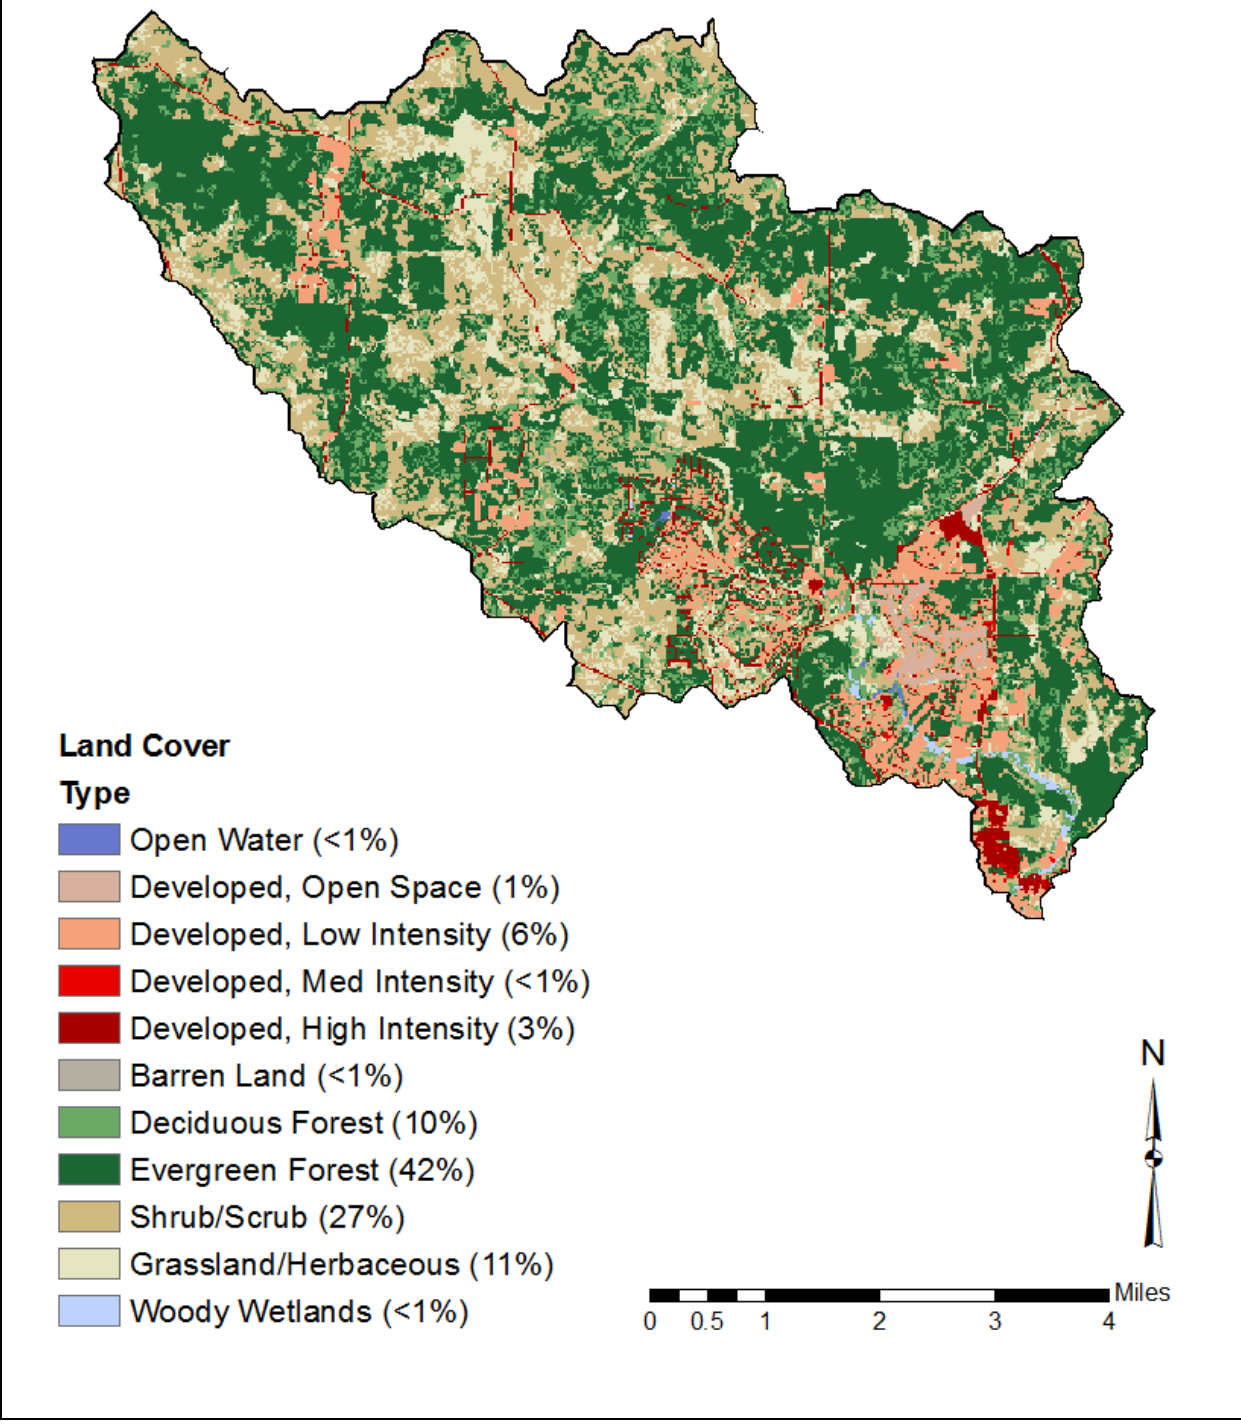 Land Cover
Type
Open Water (<1%)
Developed, Open Space (1%)
Developed, Low Intensity (6%)
Developed, Med Intensity (<1%)
Developed, High Intensity (3%)
Barren Land (<1%)
Deciduous Forest (10%)
Evergreen Forest (42%)
Shrub/Scrub (27%)
Grassland/Herbaceous (11%)
Woody Wetlands (<1%)
N
Miles
0 0.5 1 2 3 4